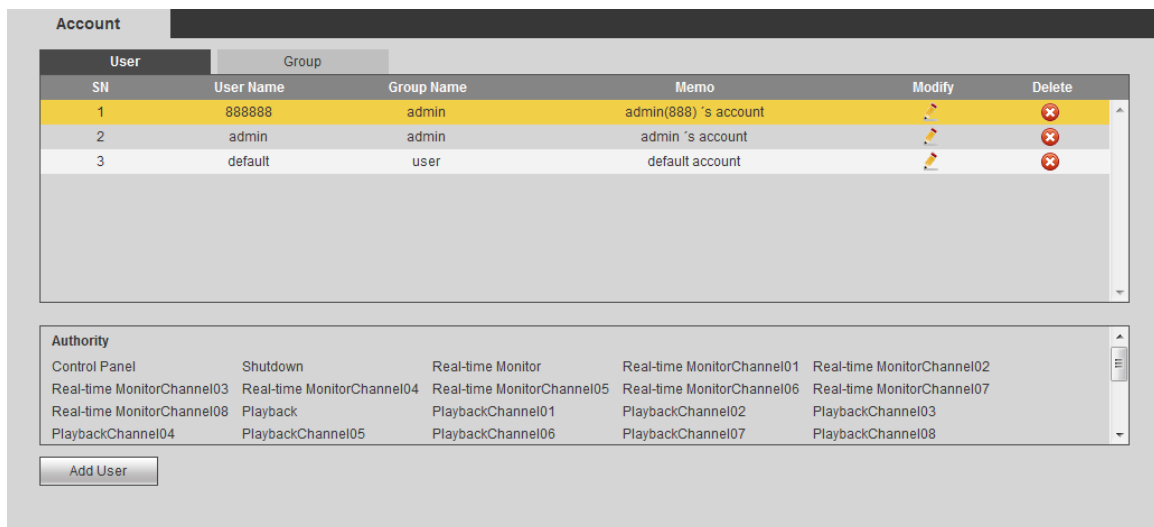 Account
User Group
SN User Name Group Name Memo Modify Delete
1 888888 admin admin(888) ´s account
2 admin admin admin ´s account
3 default user default account
Authority
Control Panel Shutdown Real-time Monitor Real-time MonitorChannel01 Real-time MonitorChannel02
Real-time MonitorChannel03 Real-time MonitorChannel04 Real-time MonitorChannel05 Real-time MonitorChannel06 Real-time MonitorChannel07
Real-time MonitorChannel08 Playback PlaybackChannel01 PlaybackChannel02 PlaybackChannel03
PlaybackChannel04 PlaybackChannel05 PlaybackChannel06 PlaybackChannel07 PlaybackChannel08
Add User